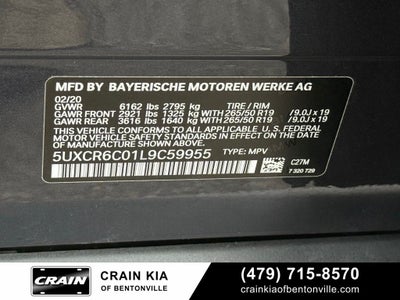 MFD BY BAYERISCHE MOTOREN WERKE AG
02/20
GVWR 6162 lbs 2795 kg TIRE / RIM
GAWR FRONT 2921 lbs 1325 kg WITH 265/50 R19 /9.0J x 19
GAWR REAR 3616 lbs 1640 kg WITH 265/50 R19 /9.0J x 19
THIS VEHICLE CONFORMS TO ALL APPLICABLE FEDERAL MOTOR
VEHICLE SAFETY, BUMPER, AND THEFT PREVENTION STANDARDS
IN EFFECT ON THE DATE OF MANUFACTURE SHOWN ABOVE.
5UXCR6C01L9C59955 TYPE: MPV
C27M
7 320 729
CRAIN
CRAIN KIA
OF BENTONVILLE
(479) 715-8570
crainkiaofbentonville.com